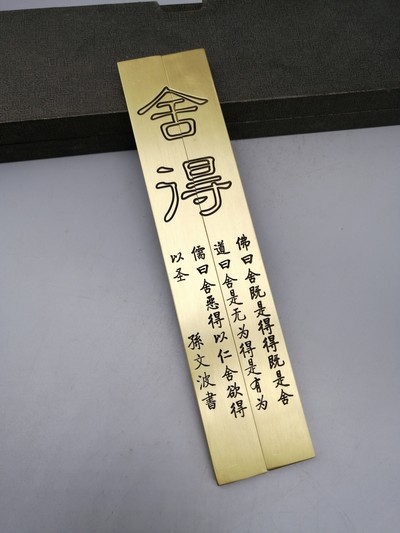 舍得
佛曰舍既是得得既是舍
道曰舍是无为得是有为
儒曰舍恶得以仁舍欲得
以圣
孫文波書